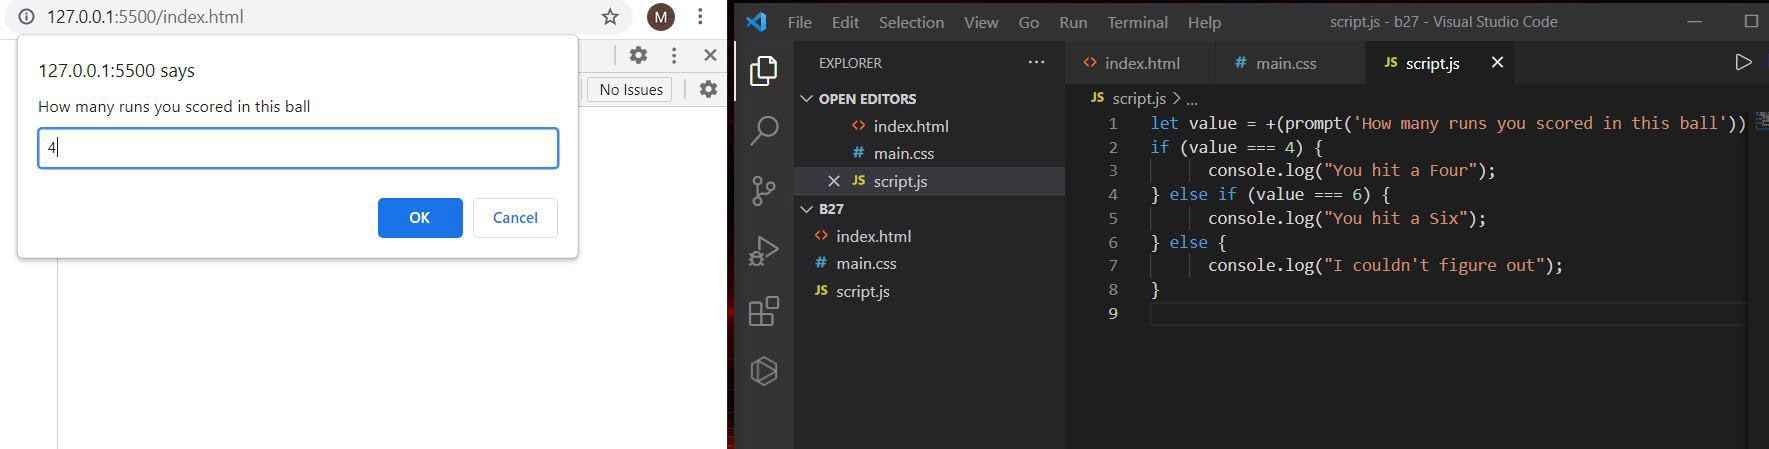 127.0.0.1:5500/index.html
M
127.0.0.1:5500 says
How many runs you scored in this ball
4
OK
Cancel
No Issues
File Edit Selection View Go Run Terminal Help
script.js - b27 - Visual Studio Code
EXPLORER
OPEN EDITORS
index.html
main.css
script.js
B27
index.html
main.css
script.js
index.html
main.css
JS script.js
JS script.js > ...
1 let value = +(prompt('How many runs you scored in this ball'))
2 if (value === 4) {
3 console.log("You hit a Four");
4 } else if (value === 6) {
5 console.log("You hit a Six");
6 } else {
7 console.log("I couldn't figure out");
8 }
9